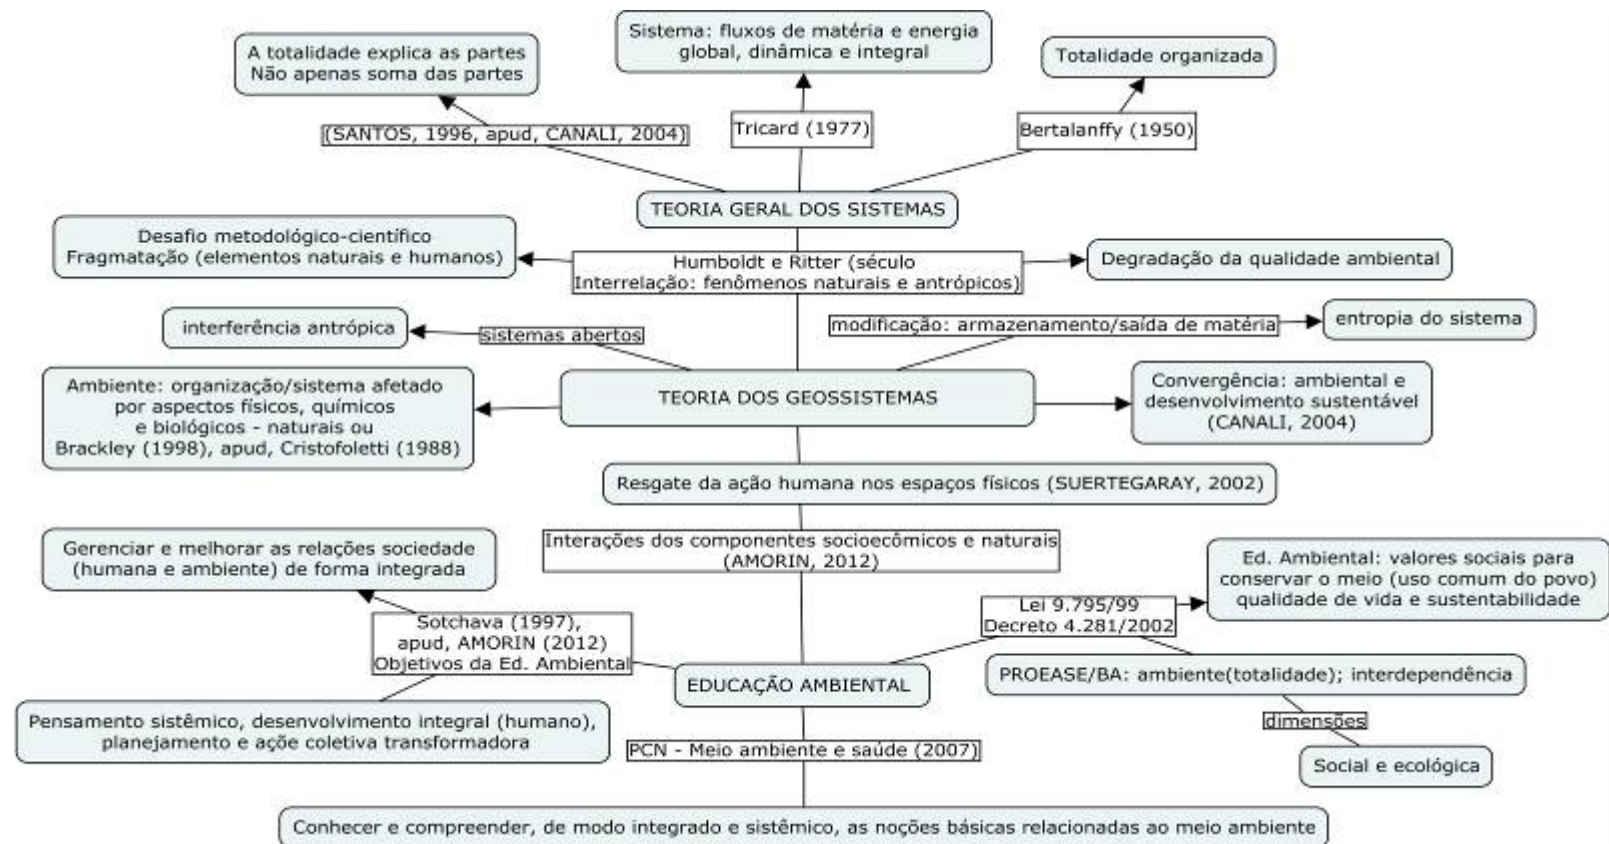 Sistema: fluxos de matéria e energia
global, dinâmica e integral
A totalidade explica as partes
Não apenas soma das partes
Totalidade organizada
(SANTOS, 1996, apud, CANALI, 2004)
Tricard (1977)
Bertalanffy (1950)
TEORIA GERAL DOS SISTEMAS
Desafio metodológico-científico
Fragmatação (elementos naturais e humanos)
Humboldt e Ritter (século
Interrelação: fenômenos naturais e antrópicos)
Degradação da qualidade ambiental
interferência antrópica
sistemas abertos
modificação: armazenamento/saída de matéria
entropia do sistema
Ambiente: organização/sistema afetado
por aspectos físicos, químicos
e biológicos - naturais ou
Brackley (1998), apud, Cristofoletti (1988)
TEORIA DOS GEOSSISTEMAS
Convergência: ambiental e
desenvolvimento sustentável
(CANALI, 2004)
Resgate da ação humana nos espaços físicos (SUERTEGARAY, 2002)
Gerenciar e melhorar as relações sociedade
(humana e ambiente) de forma integrada
Interações dos componentes socioecômicos e naturais
(AMORIN, 2012)
Ed. Ambiental: valores sociais para
conservar o meio (uso comum do povo)
qualidade de vida e sustentabilidade
Lei 9.795/99
Decreto 4.281/2002
Sotchava (1997),
apud, AMORIN (2012)
Objetivos da Ed. Ambiental
EDUCAÇÃO AMBIENTAL
PROEASE/BA: ambiente(totalidade); interdependência
Pensamento sistêmico, desenvolvimento integral (humano),
planejamento e açõe coletiva transformadora
dimensões
PCN - Meio ambiente e saúde (2007)
Social e ecológica
Conhecer e compreender, de modo integrado e sistêmico, as noções básicas relacionadas ao meio ambiente